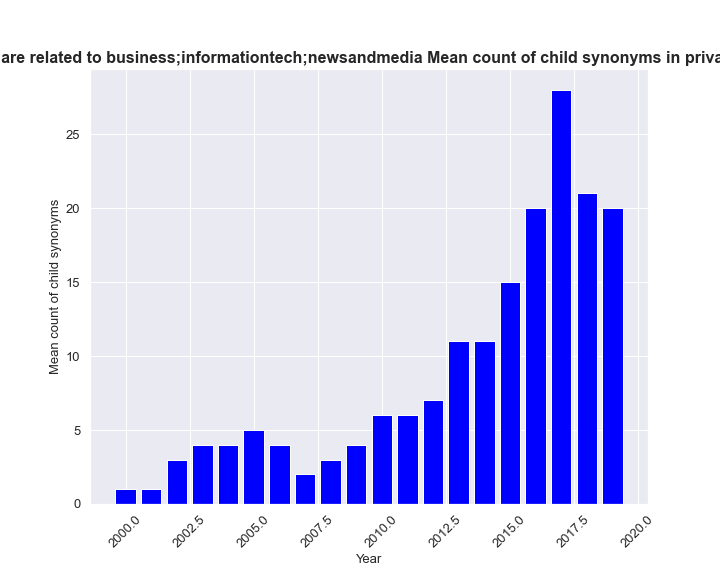 are related to business;informationtech;newsandmedia Mean count of child synonyms in priva
25
20
15
10
5
0
Mean count of child synonyms
2000.0 2002.5 2005.0 2007.5 2010.0 2012.5 2015.0 2017.5 2020.0
Year